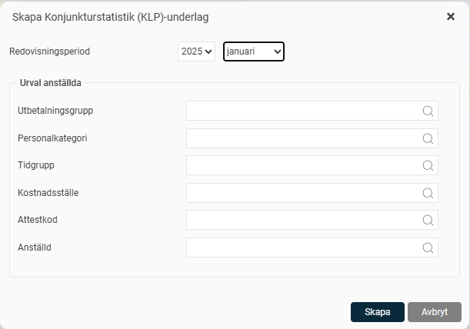 Skapa Konjunkturstatistik (KLP)-underlag
Redovisningsperiod 2025 januari
Urval anställda
Utbetalningsgrupp
Personalkategori
Tidgrupp
Kostnadsställe
Attestkod
Anställd
Skapa Avbryt